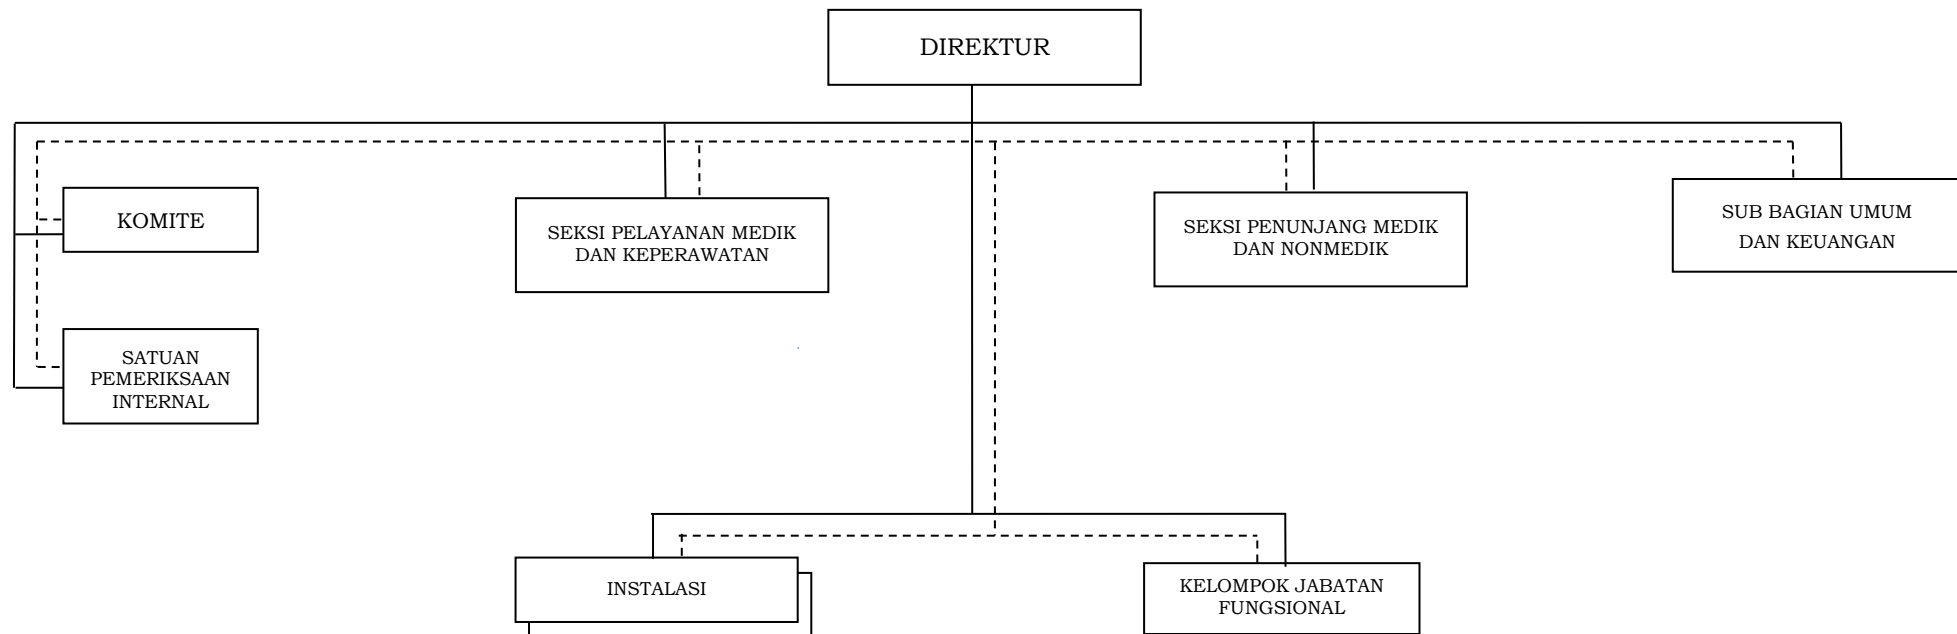 DIREKTUR
KOMITE
SEKSI PELAYANAN MEDIK
DAN KEPERAWATAN
SEKSI PENUNJANG MEDIK
DAN NONMEDIK
SUB BAGIAN UMUM
DAN KEUANGAN
SATUAN
PEMERIKSAAN
INTERNAL
INSTALASI
KELOMPOK JABATAN
FUNGSIONAL